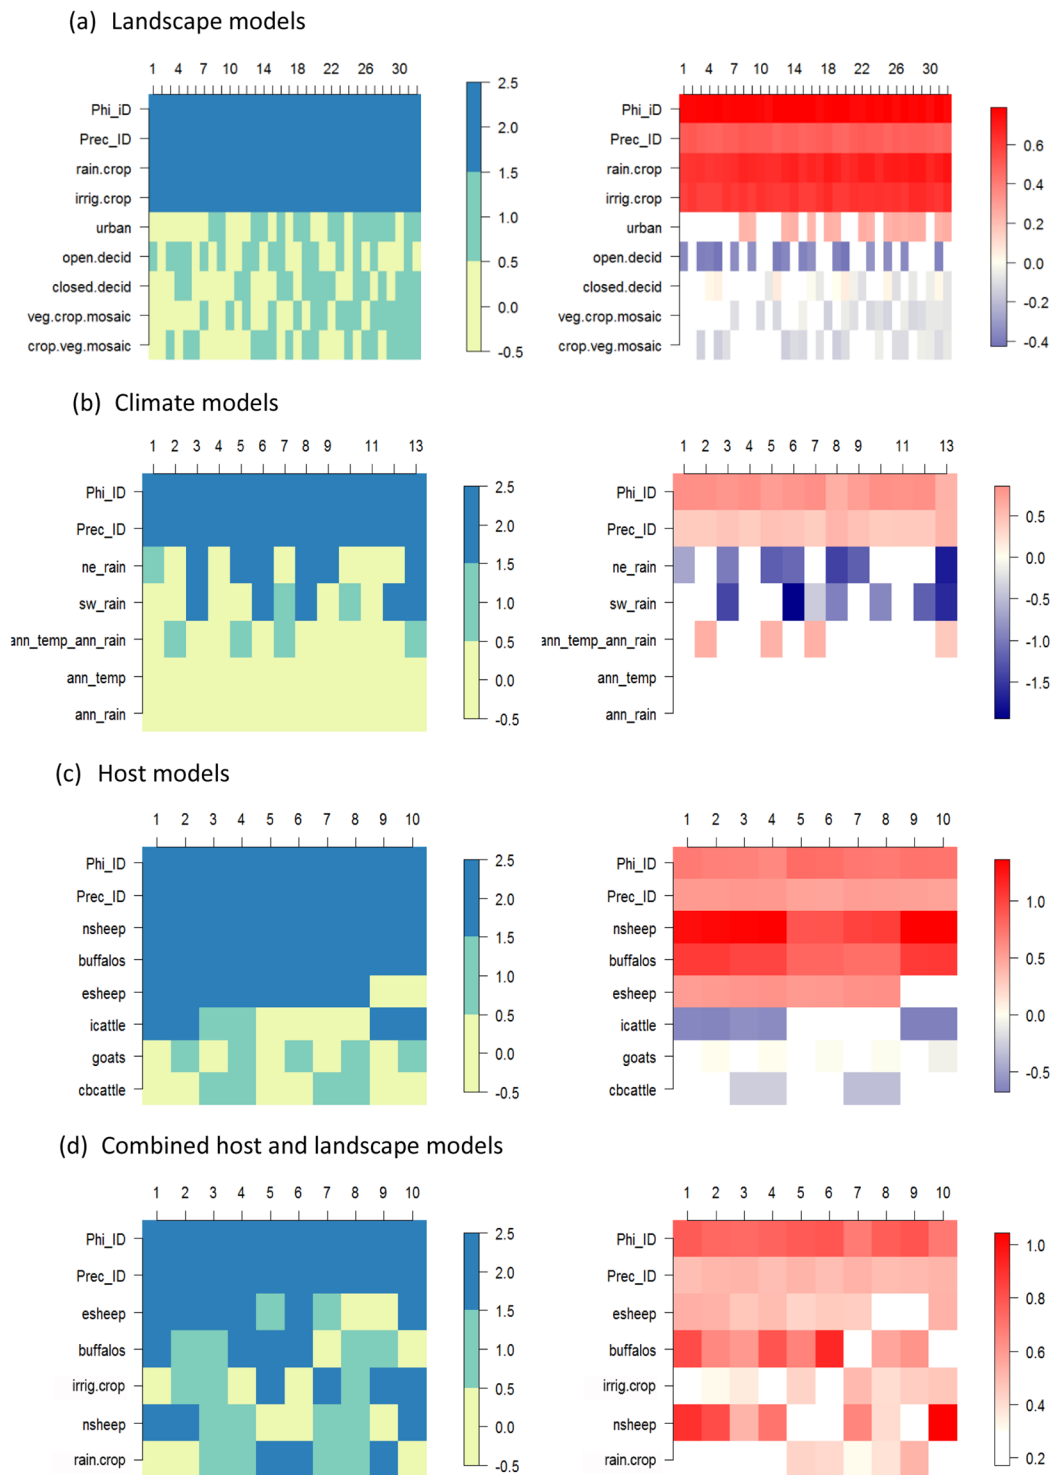 (a) Landscape models
1 4 7 10 14 18 22 26 30
Phi_iD
Prec_ID
rain.crop
irrig.crop
urban
open.decid
closed.decid
veg.crop.mosaic
crop.veg.mosaic
2.5
2.0
1.5
1.0
0.5
0.0
-0.5
1 4 7 10 14 18 22 26 30
Phi_iD
Prec_ID
rain.crop
irrig.crop
urban
open.decid
closed.decid
veg.crop.mosaic
crop.veg.mosaic
0.6
0.4
0.2
0.0
-0.2
-0.4
(b) Climate models
1 2 3 4 5 6 7 8 9 11 13
Phi_ID
Prec_ID
ne_rain
sw_rain
ann_temp_ann_rain
ann_temp
ann_rain
2.5
2.0
1.5
1.0
0.5
0.0
-0.5
1 2 3 4 5 6 7 8 9 11 13
Phi_ID
Prec_ID
ne_rain
sw_rain
ann_temp_ann_rain
ann_temp
ann_rain
0.5
0.0
-0.5
-1.0
-1.5
(c) Host models
1 2 3 4 5 6 7 8 9 10
Phi_ID
Prec_ID
nsheep
buffalos
esheep
icattle
goats
cbcattle
2.5
2.0
1.5
1.0
0.5
0.0
-0.5
1 2 3 4 5 6 7 8 9 10
Phi_ID
Prec_ID
nsheep
buffalos
esheep
icattle
goats
cbcattle
1.0
0.5
0.0
-0.5
(d) Combined host and landscape models
1 2 3 4 5 6 7 8 9 10
Phi_ID
Prec_ID
esheep
buffalos
irrig.crop
nsheep
rain.crop
2.5
2.0
1.5
1.0
0.5
0.0
-0.5
1 2 3 4 5 6 7 8 9 10
Phi_ID
Prec_ID
esheep
buffalos
irrig.crop
nsheep
rain.crop
1.0
0.8
0.6
0.4
0.2